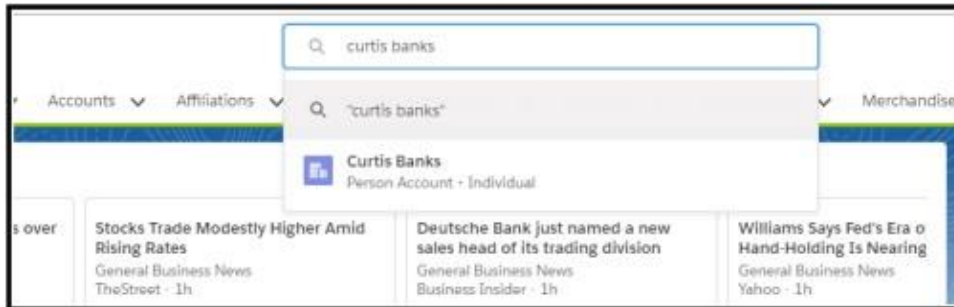 curtis banks
Accounts
Affiliations
"curtis banks"
Merchandise
Curtis Banks
Person Account • Individual
s over
Stocks Trade Modestly Higher Amid
Rising Rates
General Business News
TheStreet · 1h
Deutsche Bank just named a new
sales head of its trading division
General Business News
Business Insider · 1h
Williams Says Fed's Era o
Hand-Holding Is Nearing
General Business News
Yahoo · 1h